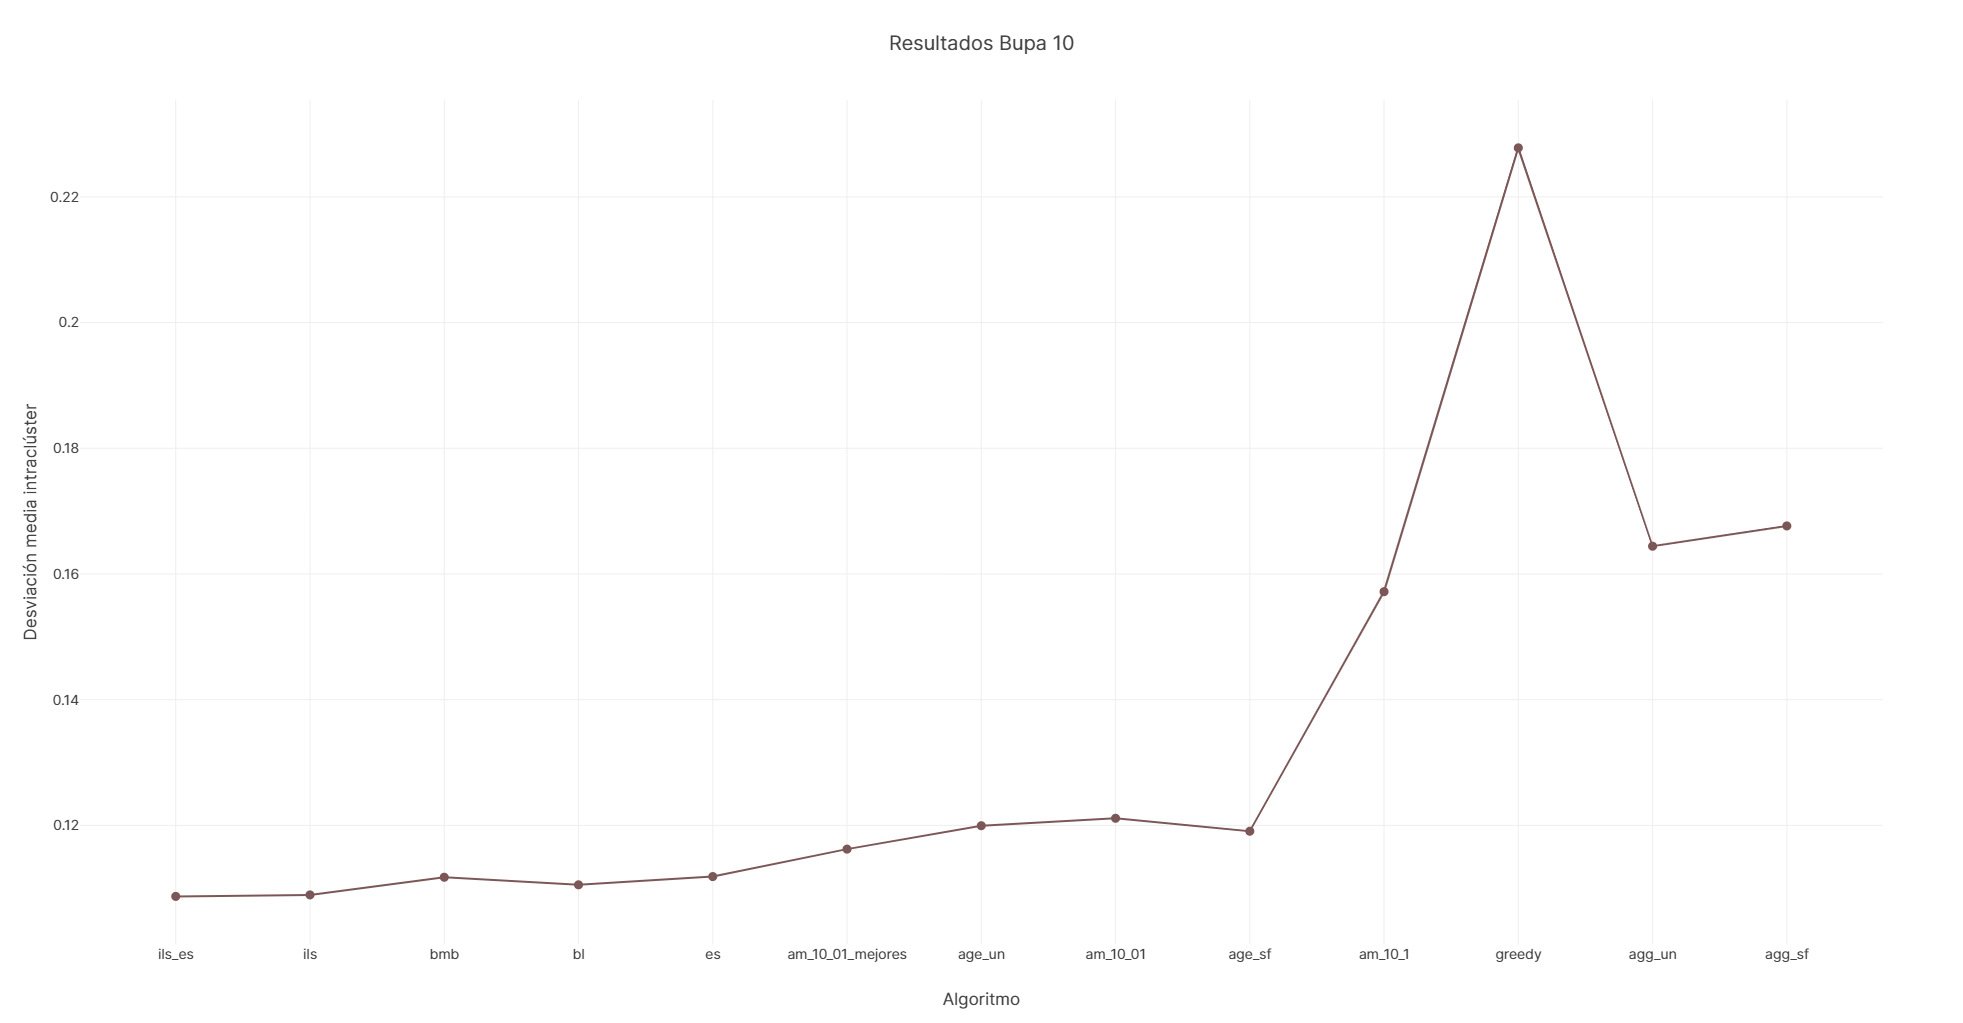 Resultados Bupa 10
Desviación media intraclúster
0.22
0.2
0.18
0.16
0.14
0.12
ils_es
ils
bmb
bl
es
am_10_01_mejores
age_un
am_10_01
age_sf
am_10_1
greedy
agg_un
agg_sf
Algoritmo